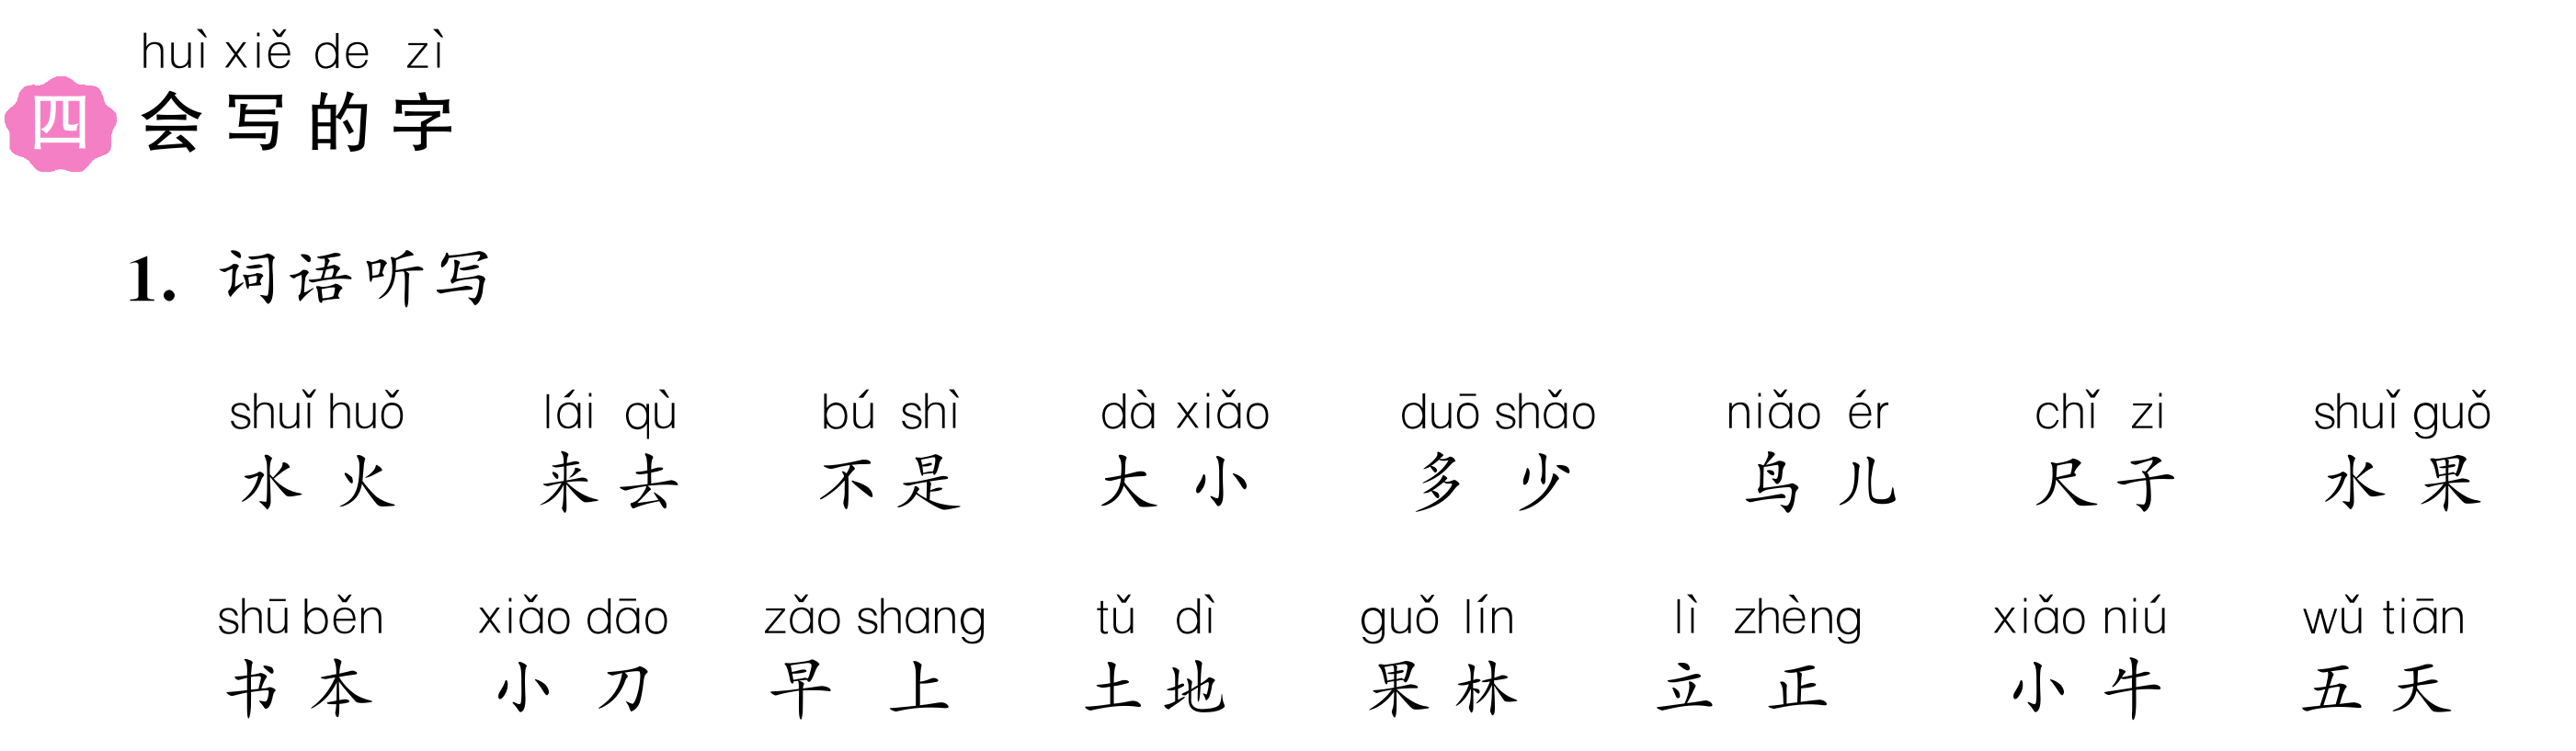 huì xiě de zì
四 会写的字
1. 词语听写
shuǐ huǒ lái qù bú shì dà xiǎo duō shǎo niǎo ér chǐ zi shuǐ guǒ
水火 来去 不是 大小 多少 鸟儿 尺子 水果
shū běn xiǎo dāo zǎo shang tǔ dì guǒ lín lì zhèng xiǎo niú wǔ tiān
书本 小刀 早上 土地 果林 立正 小牛 五天